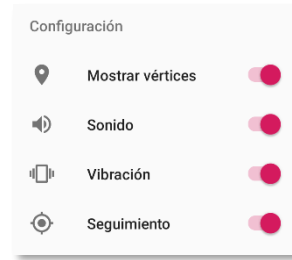 Configuración
Mostrar vértices
Sonido
Vibración
Seguimiento